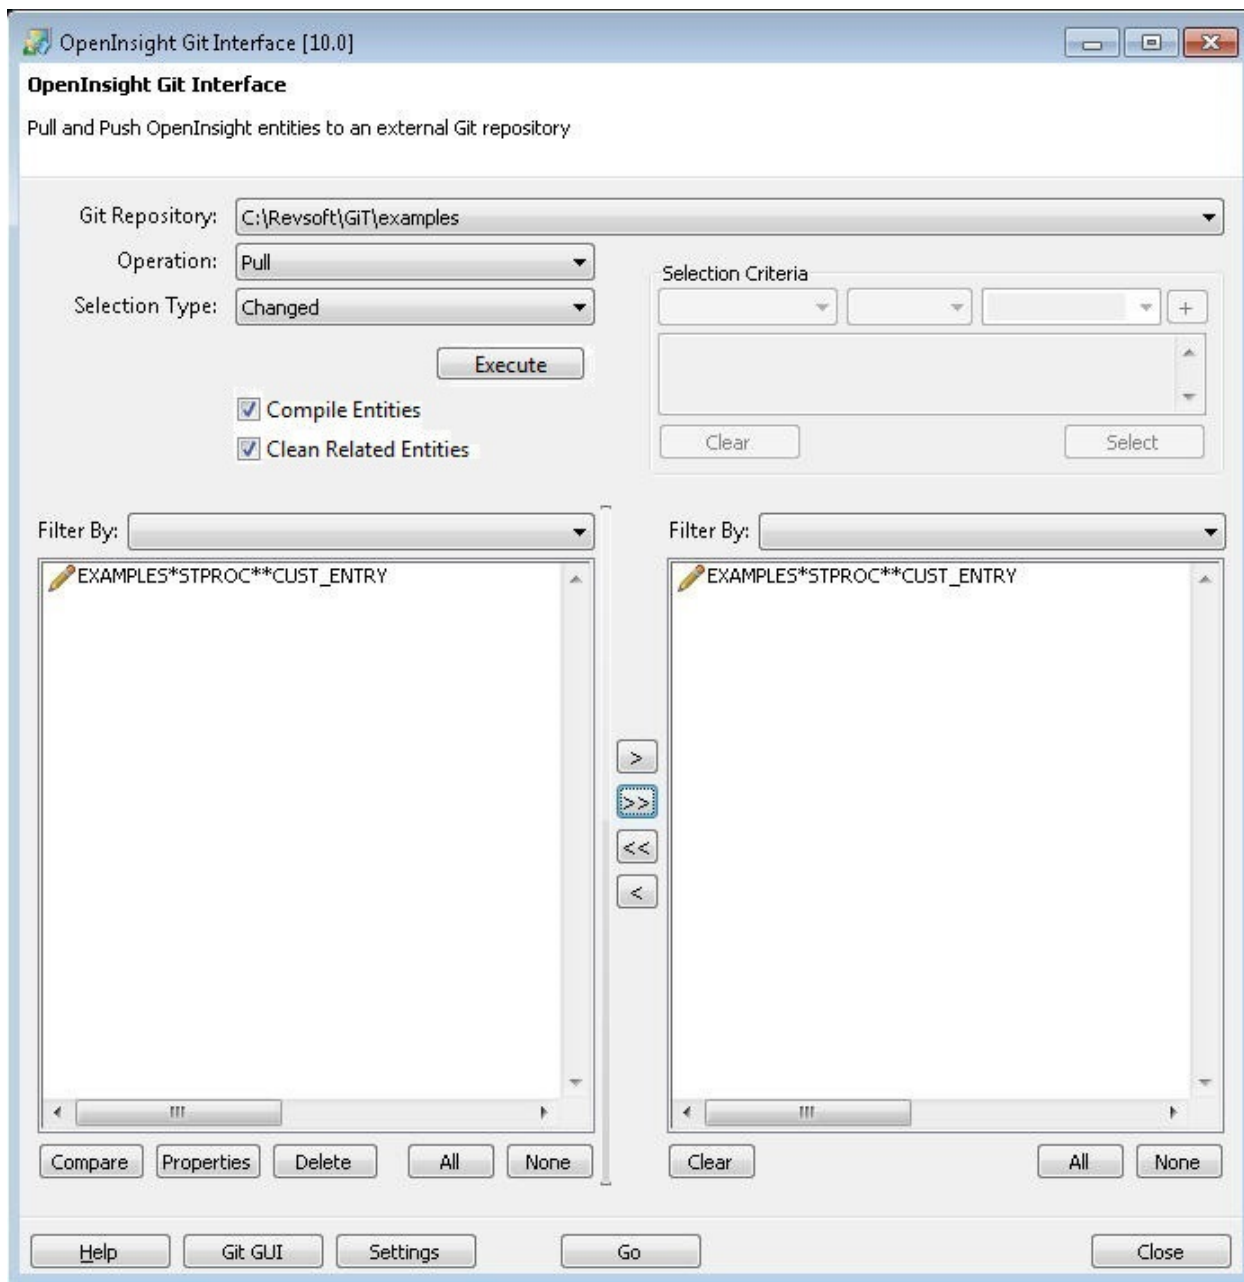 OpenInsight Git Interface [10.0]
OpenInsight Git Interface
Pull and Push OpenInsight entities to an external Git repository
Git Repository: C:\Revsoft\GiT\examples
Operation: Pull
Selection Type: Changed
Selection Criteria
+
Execute
Compile Entities
Clean Related Entities
Clear Select
Filter By: Filter By:
EXAMPLES*STPROC**CUST_ENTRY EXAMPLES*STPROC**CUST_ENTRY
>
>>
<<
<
Compare Properties Delete All None Clear All None
Help Git GUI Settings Go Close